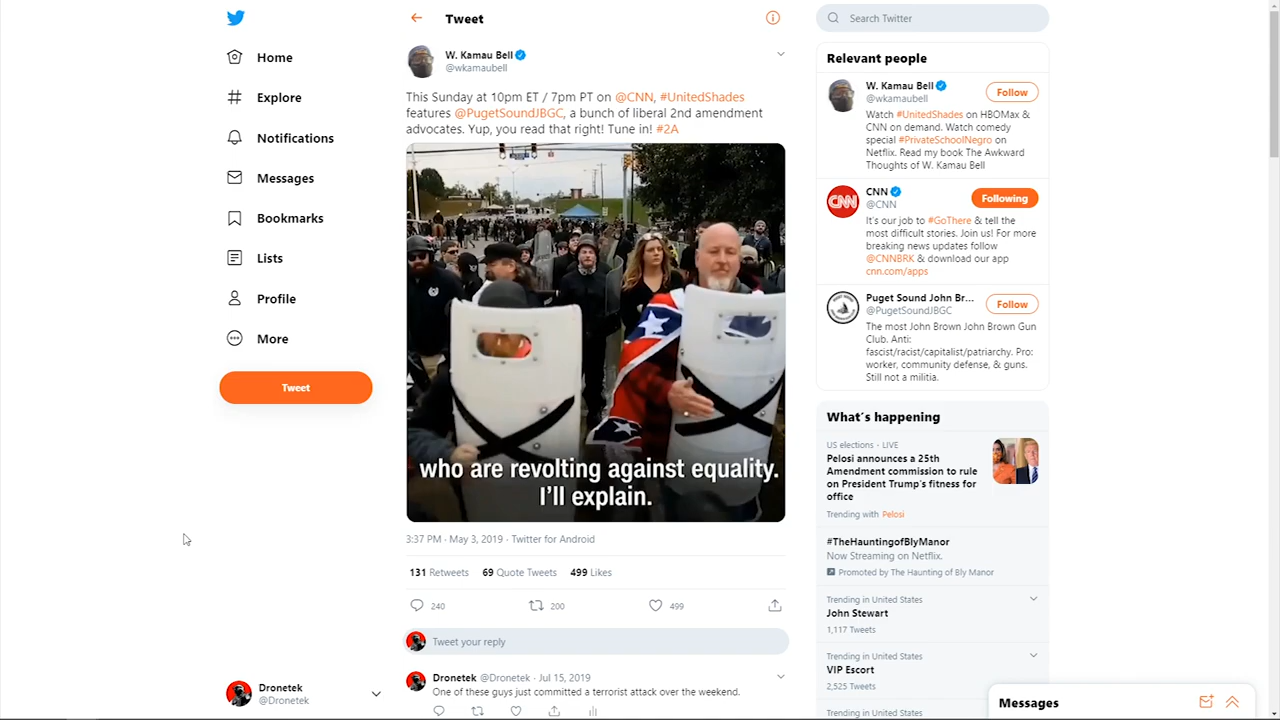 Home
Explore
Notifications
Messages
Bookmarks
Lists
Profile
More
Tweet
Dronetek
@Dronetek
Tweet
W. Kamau Bell
@wkamaubell
This Sunday at 10pm ET / 7pm PT on @CNN, #UnitedShades
features @PugetSoundJBGC, a bunch of liberal 2nd amendment
advocates. Yup, you read that right! Tune in! #2A
who are revolting against equality.
I'll explain.
3:37 PM · May 3, 2019 · Twitter for Android
131 Retweets 69 Quote Tweets 499 Likes
240 200 499
Tweet your reply
Dronetek @Dronetek · Jul 15, 2019
One of these guys just committed a terrorist attack over the weekend.
Search Twitter
Relevant people
W. Kamau Bell
@wkamaubell
Follow
Watch #UnitedShades on HBOMax &
CNN on demand. Watch comedy
special #PrivateSchoolNegro on
Netflix. Read my book The Awkward
Thoughts of W. Kamau Bell
CNN
CNN
@CNN
Following
It's our job to #GoThere & tell the
most difficult stories. Join us! For more
breaking news updates follow
@CNNBRK & download our app
cnn.com/apps
Puget Sound John Br...
@PugetSoundJBGC
Follow
The most John Brown John Brown Gun
Club. Anti:
fascist/racist/capitalist/patriarchy. Pro:
worker, community defense, & guns.
Still not a militia.
What's happening
US elections · LIVE
Pelosi announces a 25th
Amendment commission to rule
on President Trump's fitness for
office
Trending with Pelosi
#TheHauntingofBlyManor
Now Streaming on Netflix.
Promoted by The Haunting of Bly Manor
Trending in United States
John Stewart
1,117 Tweets
Trending in United States
VIP Escort
2,525 Tweets
Trending in United States
Messages